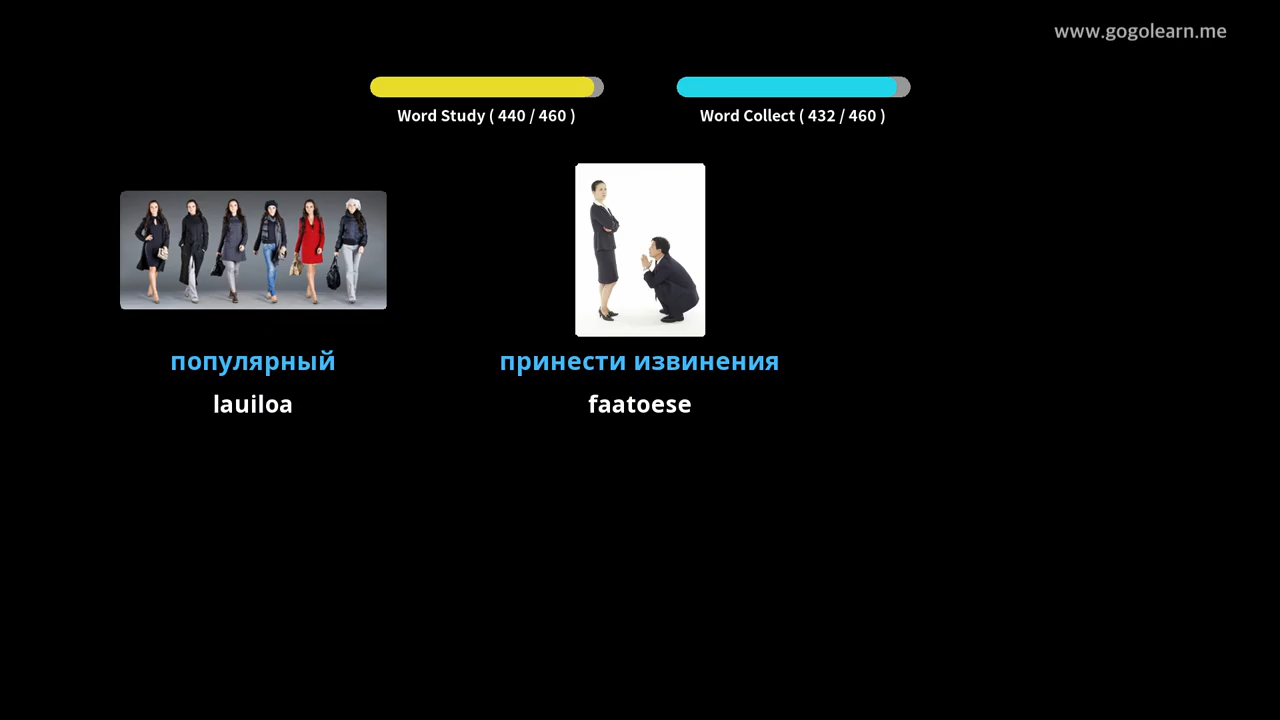 www.gogolearn.me
Word Study ( 440 / 460 )
Word Collect ( 432 / 460 )
популярный
принести извинения
lauiloa
faatoese